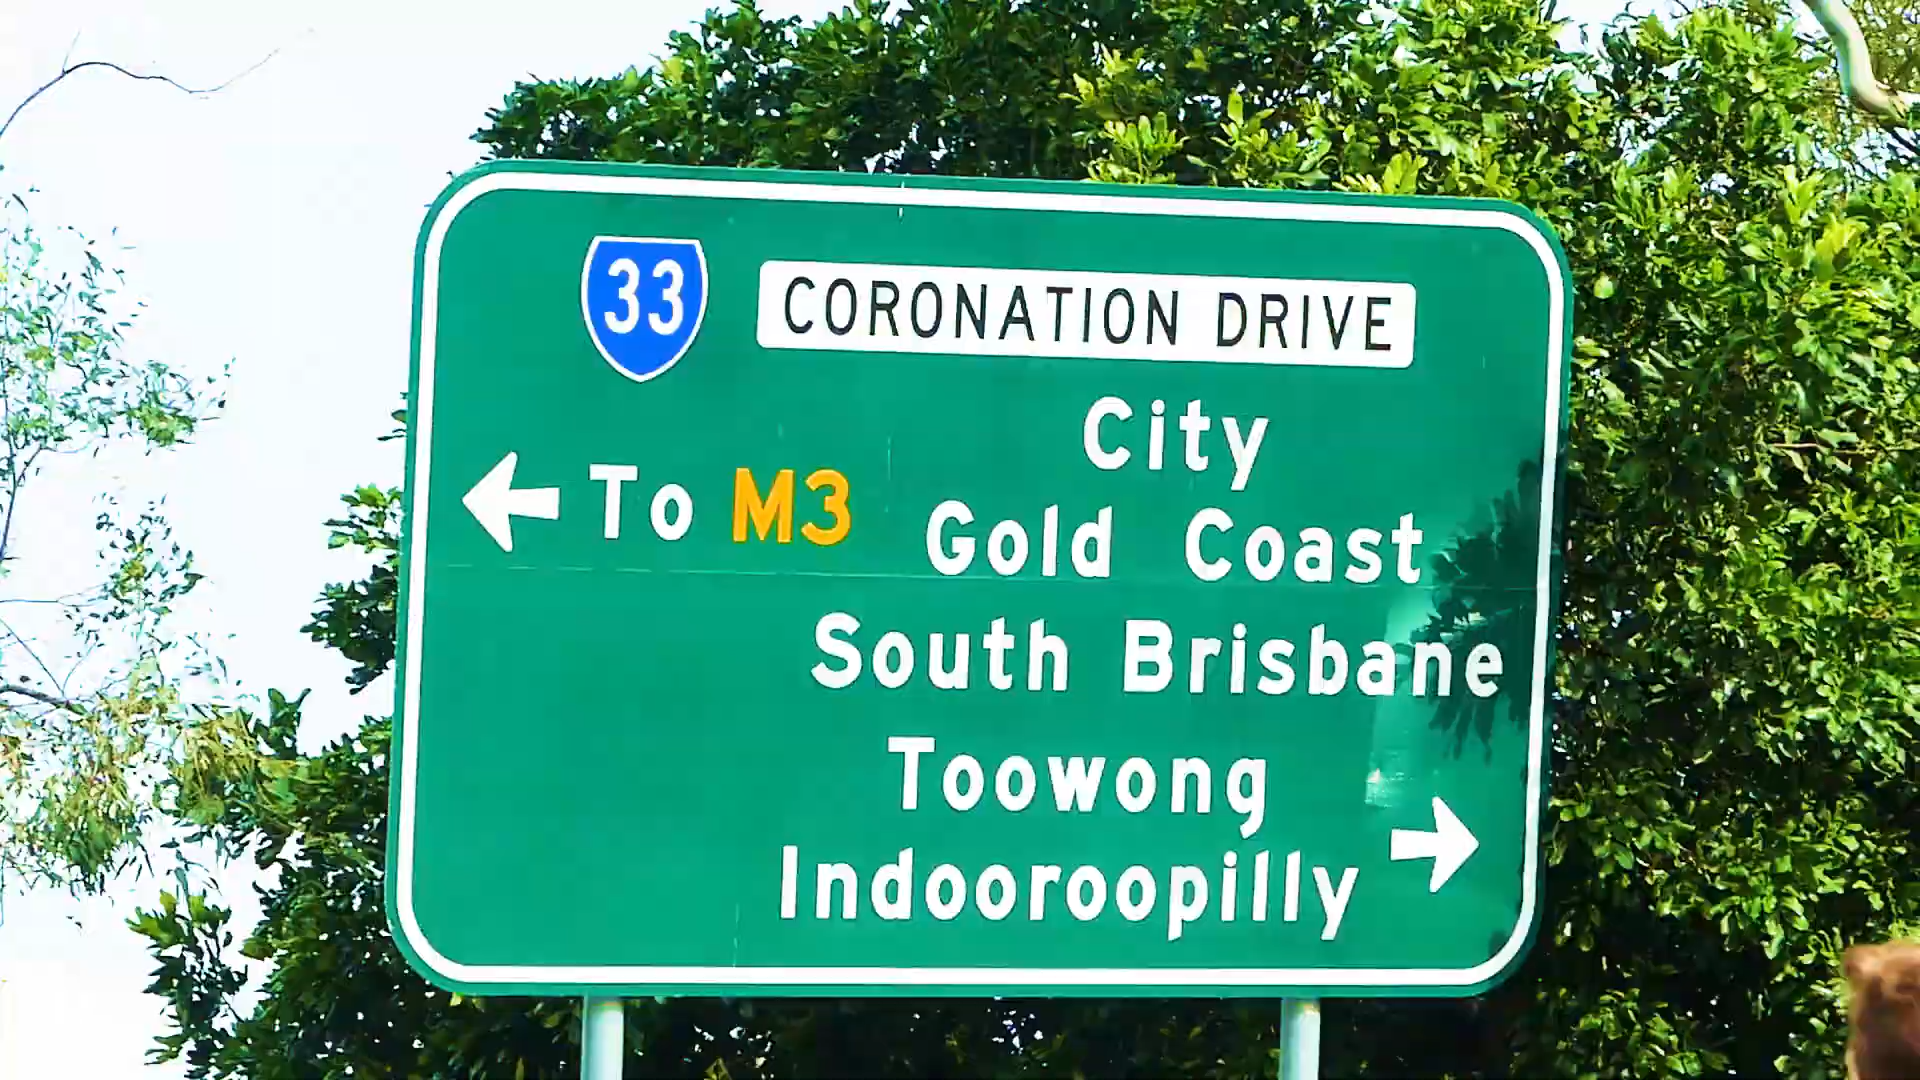 33 CORONATION DRIVE
City
To M3 Gold Coast
South Brisbane
Toowong
Indooroopilly